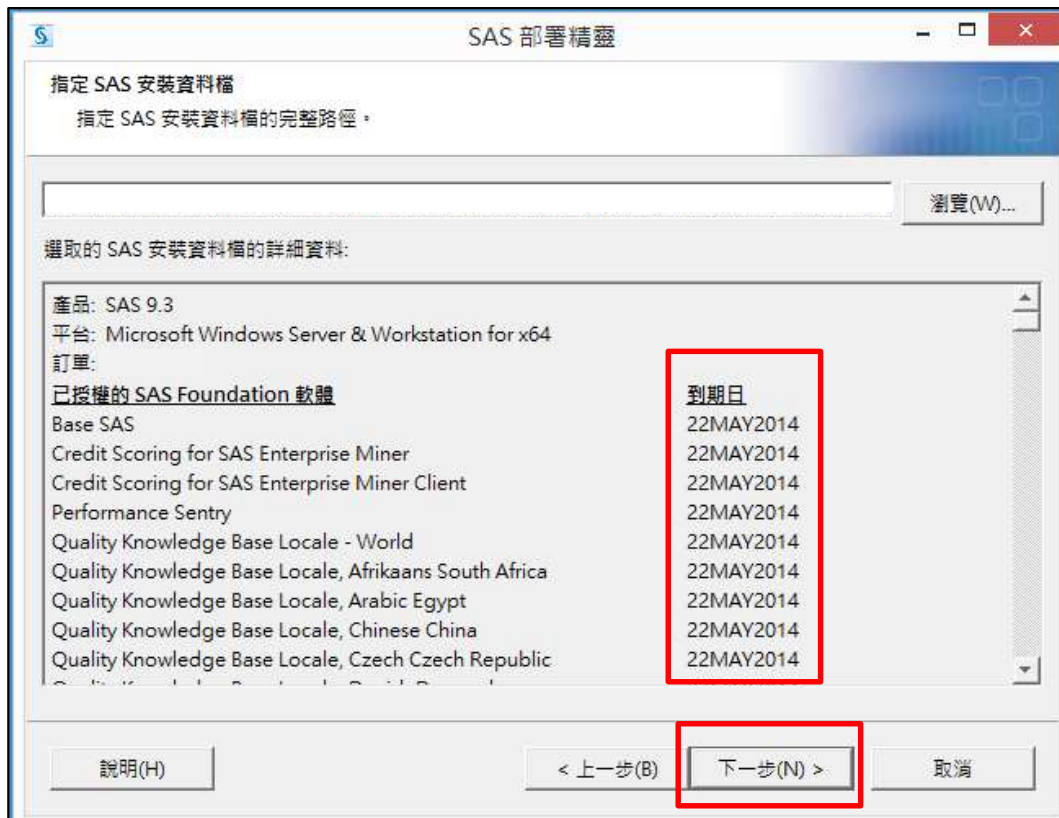 SAS 部署精靈
指定 SAS 安裝資料檔
指定 SAS 安裝資料檔的完整路徑。
瀏覽(W)...
選取的 SAS 安裝資料檔的詳細資料:
產品: SAS 9.3
平台: Microsoft Windows Server & Workstation for x64
訂單:
已授權的 SAS Foundation 軟體 到期日
Base SAS 22MAY2014
Credit Scoring for SAS Enterprise Miner 22MAY2014
Credit Scoring for SAS Enterprise Miner Client 22MAY2014
Performance Sentry 22MAY2014
Quality Knowledge Base Locale - World 22MAY2014
Quality Knowledge Base Locale, Afrikaans South Africa 22MAY2014
Quality Knowledge Base Locale, Arabic Egypt 22MAY2014
Quality Knowledge Base Locale, Chinese China 22MAY2014
Quality Knowledge Base Locale, Czech Czech Republic 22MAY2014
說明(H) < 上一步(B) 下一步(N) > 取消